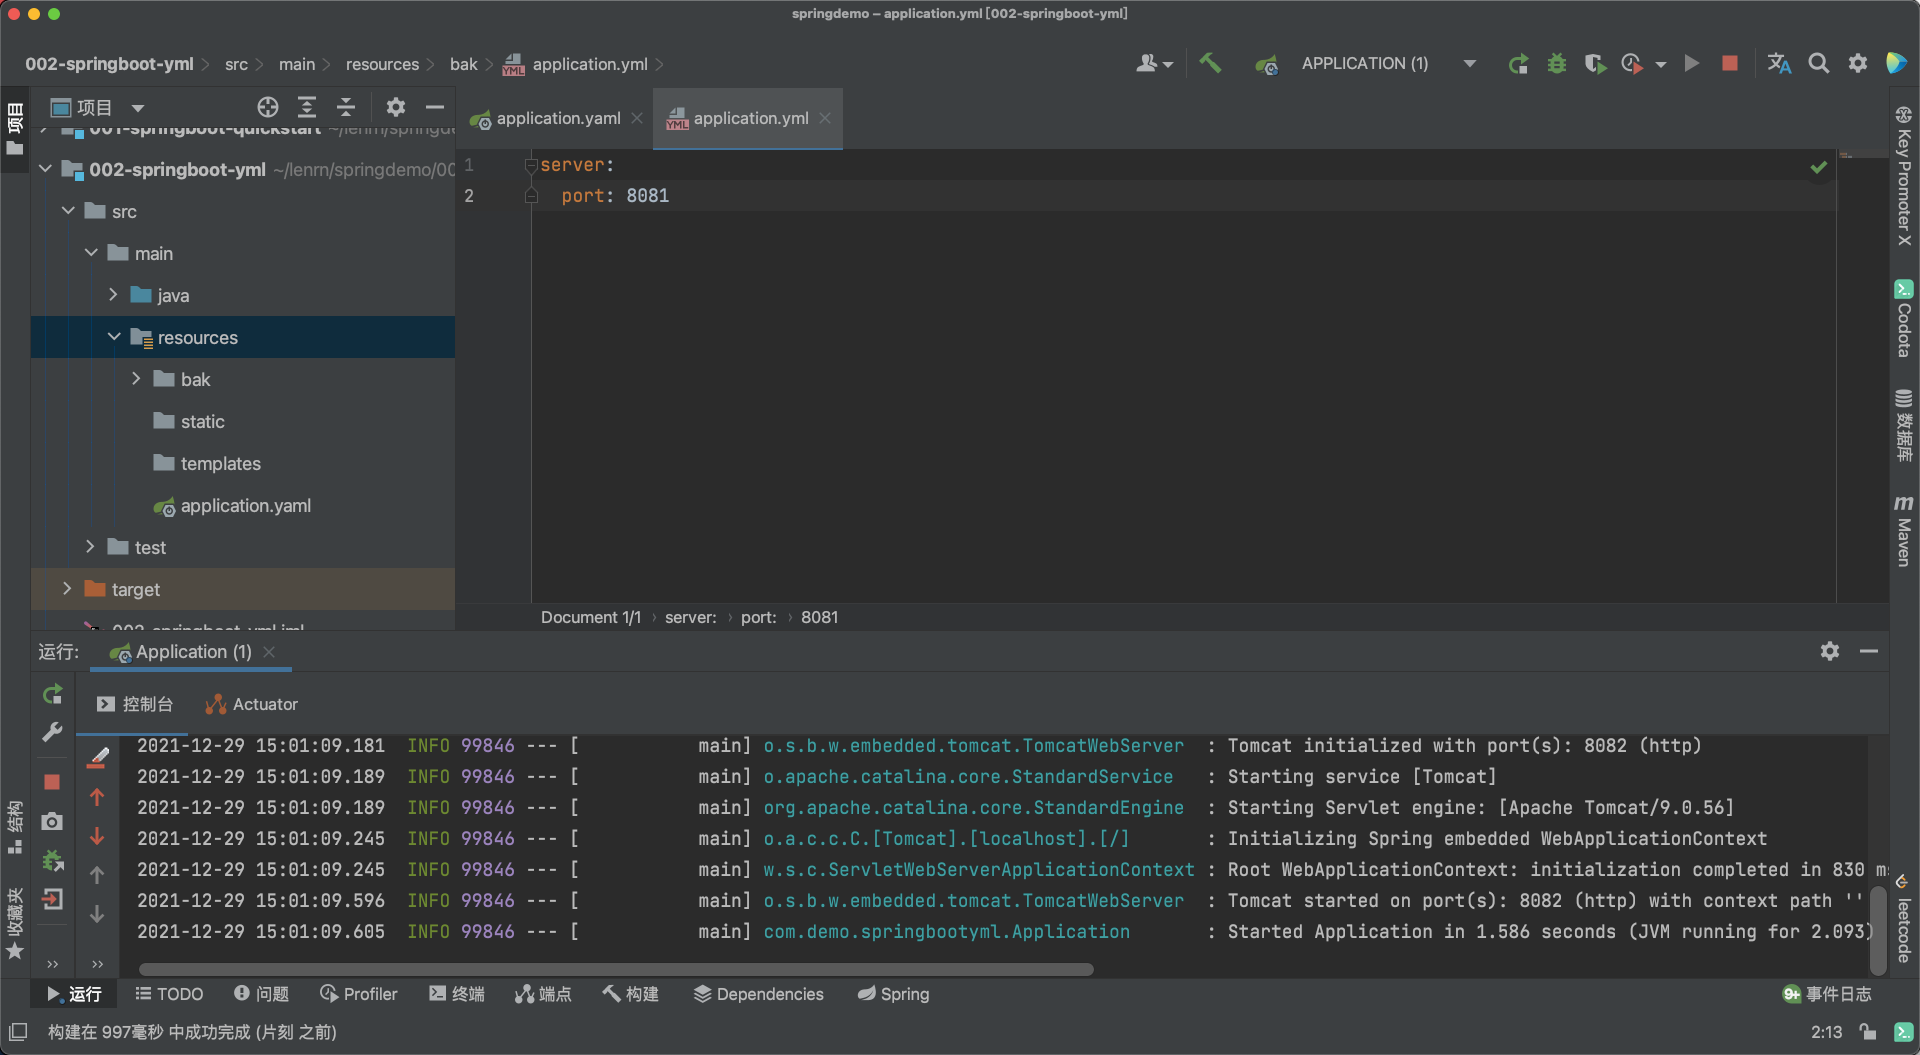 springdemo – application.yml [002-springboot-yml]
002-springboot-yml src main resources bak application.yml
APPLICATION (1)
项目
application.yaml
application.yml
001-springboot-quickstart ~/lenrn/springde
002-springboot-yml ~/lenrn/springdemo/00
src
main
java
resources
bak
static
templates
application.yaml
test
target
002-springboot-yml.iml
1 server:
2 port: 8081
Document 1/1 › server: › port: › 8081
项目
结构
收藏夹
Key Promoter X
Codota
数据库
Maven
leetcode
运行: Application (1)
控制台 Actuator
2021-12-29 15:01:09.181 INFO 99846 --- [ main] o.s.b.w.embedded.tomcat.TomcatWebServer : Tomcat initialized with port(s): 8082 (http)
2021-12-29 15:01:09.189 INFO 99846 --- [ main] o.apache.catalina.core.StandardService : Starting service [Tomcat]
2021-12-29 15:01:09.189 INFO 99846 --- [ main] org.apache.catalina.core.StandardEngine : Starting Servlet engine: [Apache Tomcat/9.0.56]
2021-12-29 15:01:09.245 INFO 99846 --- [ main] o.a.c.c.C.[Tomcat].[localhost].[/] : Initializing Spring embedded WebApplicationContext
2021-12-29 15:01:09.245 INFO 99846 --- [ main] w.s.c.ServletWebServerApplicationContext : Root WebApplicationContext: initialization completed in 830 ms
2021-12-29 15:01:09.596 INFO 99846 --- [ main] o.s.b.w.embedded.tomcat.TomcatWebServer : Tomcat started on port(s): 8082 (http) with context path ''
2021-12-29 15:01:09.605 INFO 99846 --- [ main] com.demo.springbootyml.Application : Started Application in 1.586 seconds (JVM running for 2.093)
运行 TODO 问题 Profiler 终端 端点 构建 Dependencies Spring 9+ 事件日志
构建在 997毫秒 中成功完成 (片刻 之前) 2:13